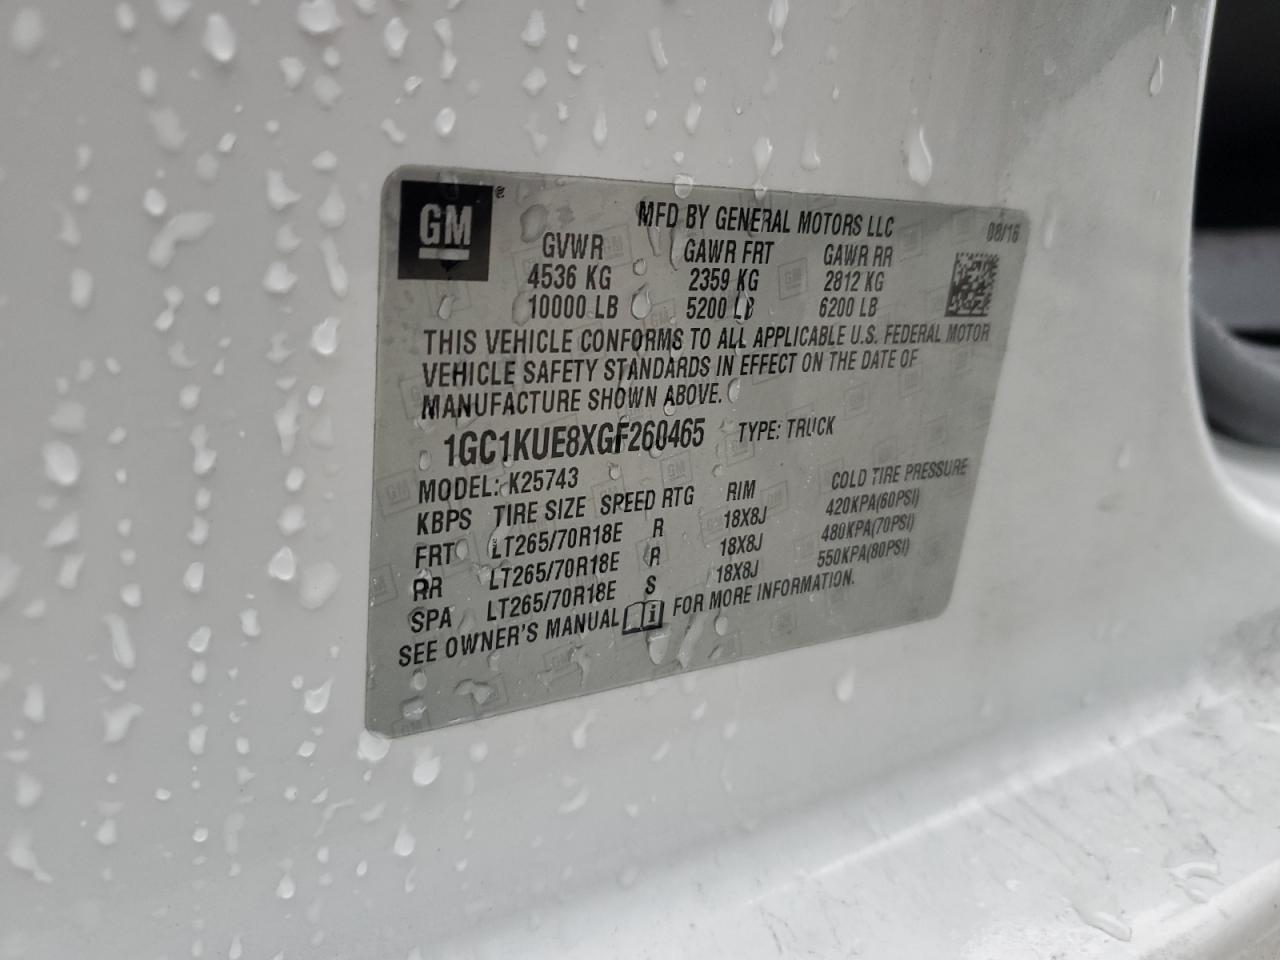 GM ®
MFD BY GENERAL MOTORS LLC 08/16
GVWR GAWR FRT GAWR RR
4536 KG 2359 KG 2812 KG
10000 LB 5200 LB 6200 LB
THIS VEHICLE CONFORMS TO ALL APPLICABLE U.S. FEDERAL MOTOR
VEHICLE SAFETY STANDARDS IN EFFECT ON THE DATE OF
MANUFACTURE SHOWN ABOVE.
1GC1KUE8XGF260465 TYPE: TRUCK
MODEL: K25743
KBPS TIRE SIZE SPEED RTG RIM COLD TIRE PRESSURE
FRT LT265/70R18E R 18X8J 420KPA(60PSI)
RR LT265/70R18E R 18X8J 480KPA(70PSI)
SPA LT265/70R18E S 18X8J 550KPA(80PSI)
SEE OWNER'S MANUAL i FOR MORE INFORMATION.